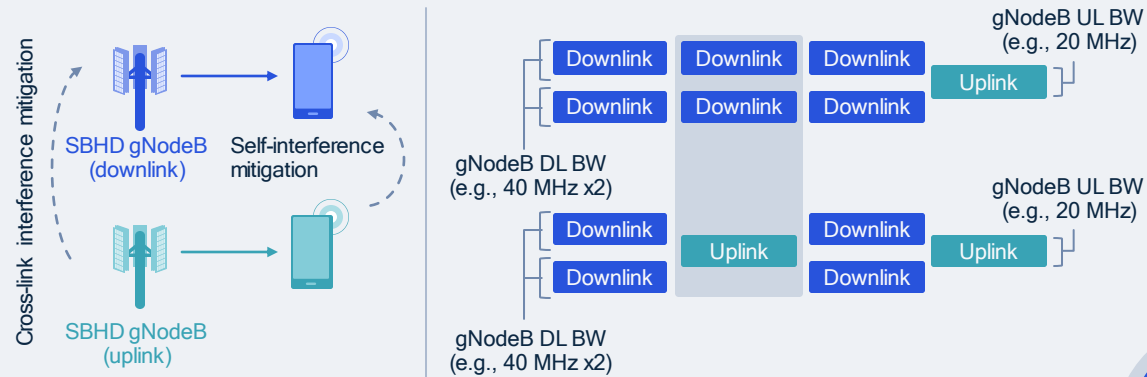 Cross-link interference mitigation
SBHD gNodeB
(downlink)
Self-interference
mitigation
SBHD gNodeB
(uplink)
gNodeB UL BW
(e.g., 20 MHz)
Downlink
Downlink
Downlink
Uplink
Downlink
Downlink
Downlink
gNodeB DL BW
(e.g., 40 MHz x2)
gNodeB UL BW
(e.g., 20 MHz)
Downlink
Downlink
Uplink
Uplink
Downlink
Downlink
gNodeB DL BW
(e.g., 40 MHz x2)